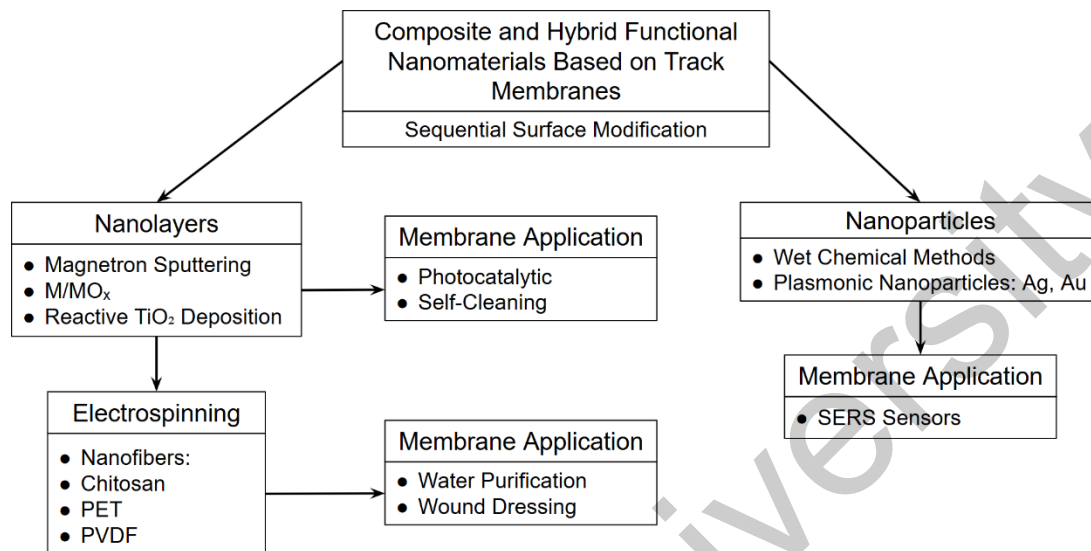 Composite and Hybrid Functional
Nanomaterials Based on Track
Membranes
Sequential Surface Modification
Nanolayers
● Magnetron Sputtering
● M/MOₓ
● Reactive TiO₂ Deposition
Membrane Application
● Photocatalytic
● Self-Cleaning
Nanoparticles
● Wet Chemical Methods
● Plasmonic Nanoparticles: Ag, Au
Membrane Application
● SERS Sensors
Electrospinning
● Nanofibers:
● Chitosan
● PET
● PVDF
Membrane Application
● Water Purification
● Wound Dressing
iversity